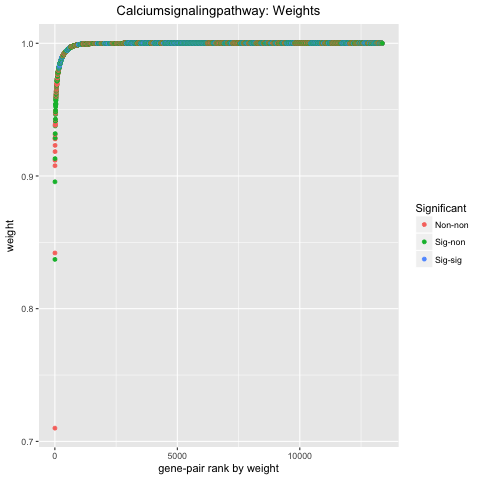 Calciumsignalingpathway: Weights
1.0
0.9
0.8
0.7
weight
0
5000
10000
gene-pair rank by weight
Significant
Non-non
Sig-non
Sig-sig